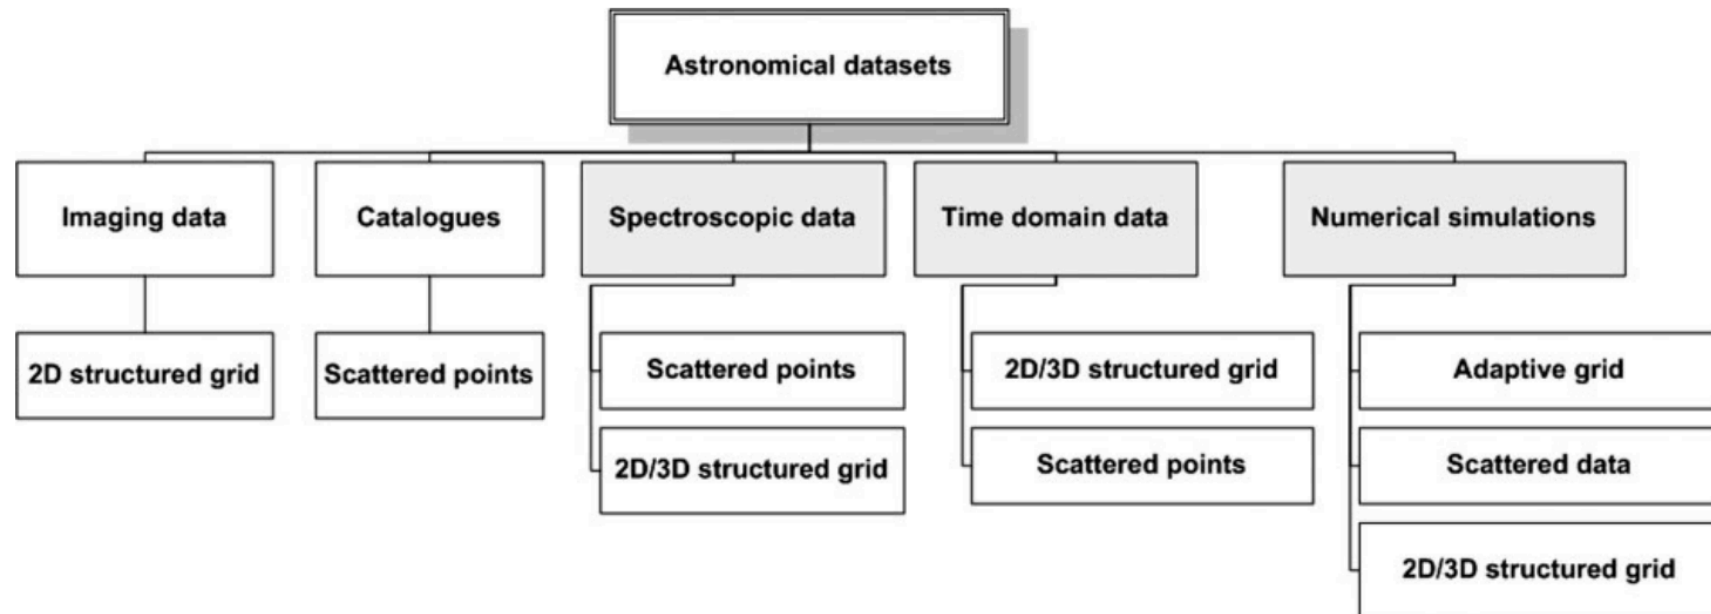 Astronomical datasets
Imaging data
Catalogues
Spectroscopic data
Time domain data
Numerical simulations
2D structured grid
Scattered points
Scattered points
2D/3D structured grid
2D/3D structured grid
Scattered points
Adaptive grid
Scattered data
2D/3D structured grid